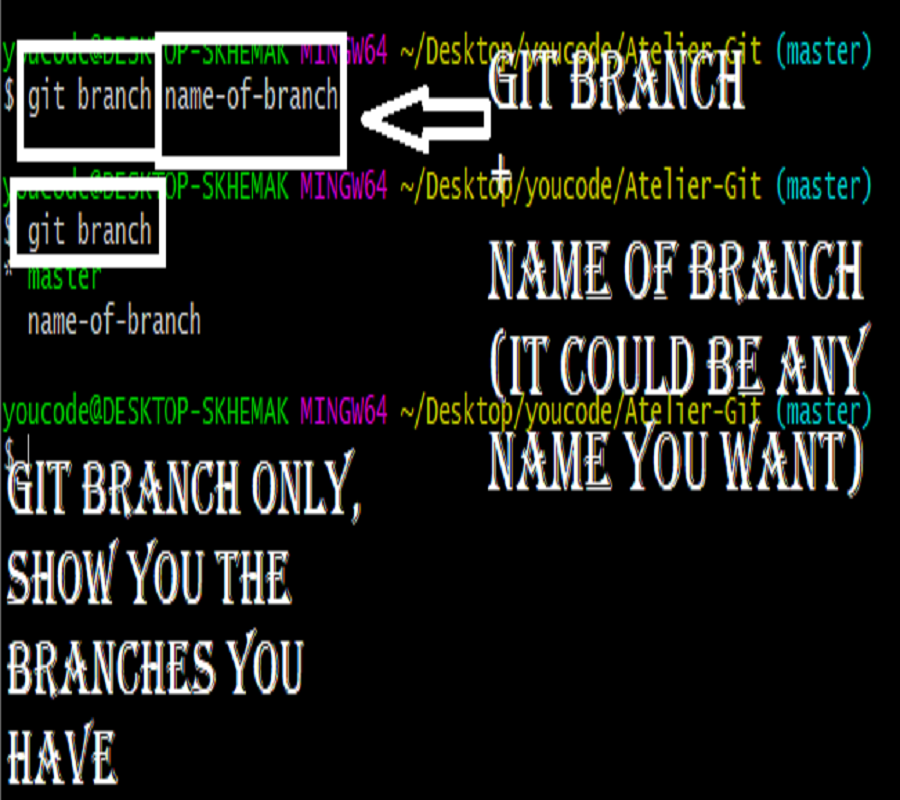 youcode@DESKTOP-SKHEMAK MINGW64 ~/Desktop/youcode/Atelier-Git (master)
$ git branch name-of-branch
youcode@DESKTOP-SKHEMAK MINGW64 ~/Desktop/youcode/Atelier-Git (master)
$ git branch
* master
name-of-branch
youcode@DESKTOP-SKHEMAK MINGW64 ~/Desktop/youcode/Atelier-Git (master)
$
GIT BRANCH
+
NAME OF BRANCH
(IT COULD BE ANY
NAME YOU WANT)
GIT BRANCH ONLY,
SHOW YOU THE
BRANCHES YOU
HAVE